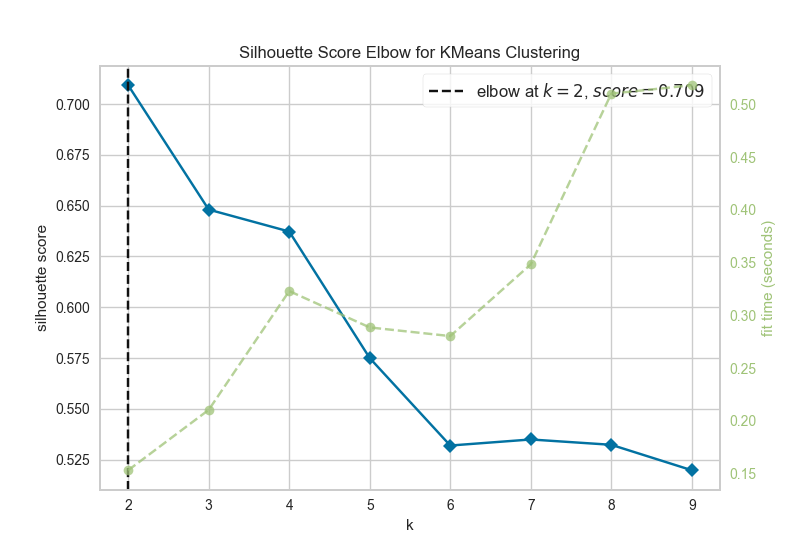 Silhouette Score Elbow for KMeans Clustering
elbow at k = 2, score = 0.709
silhouette score
0.700
0.675
0.650
0.625
0.600
0.575
0.550
0.525
0.50
0.45
0.40
0.35
0.30
0.25
0.20
0.15
fit time (seconds)
2 3 4 5 6 7 8 9
k